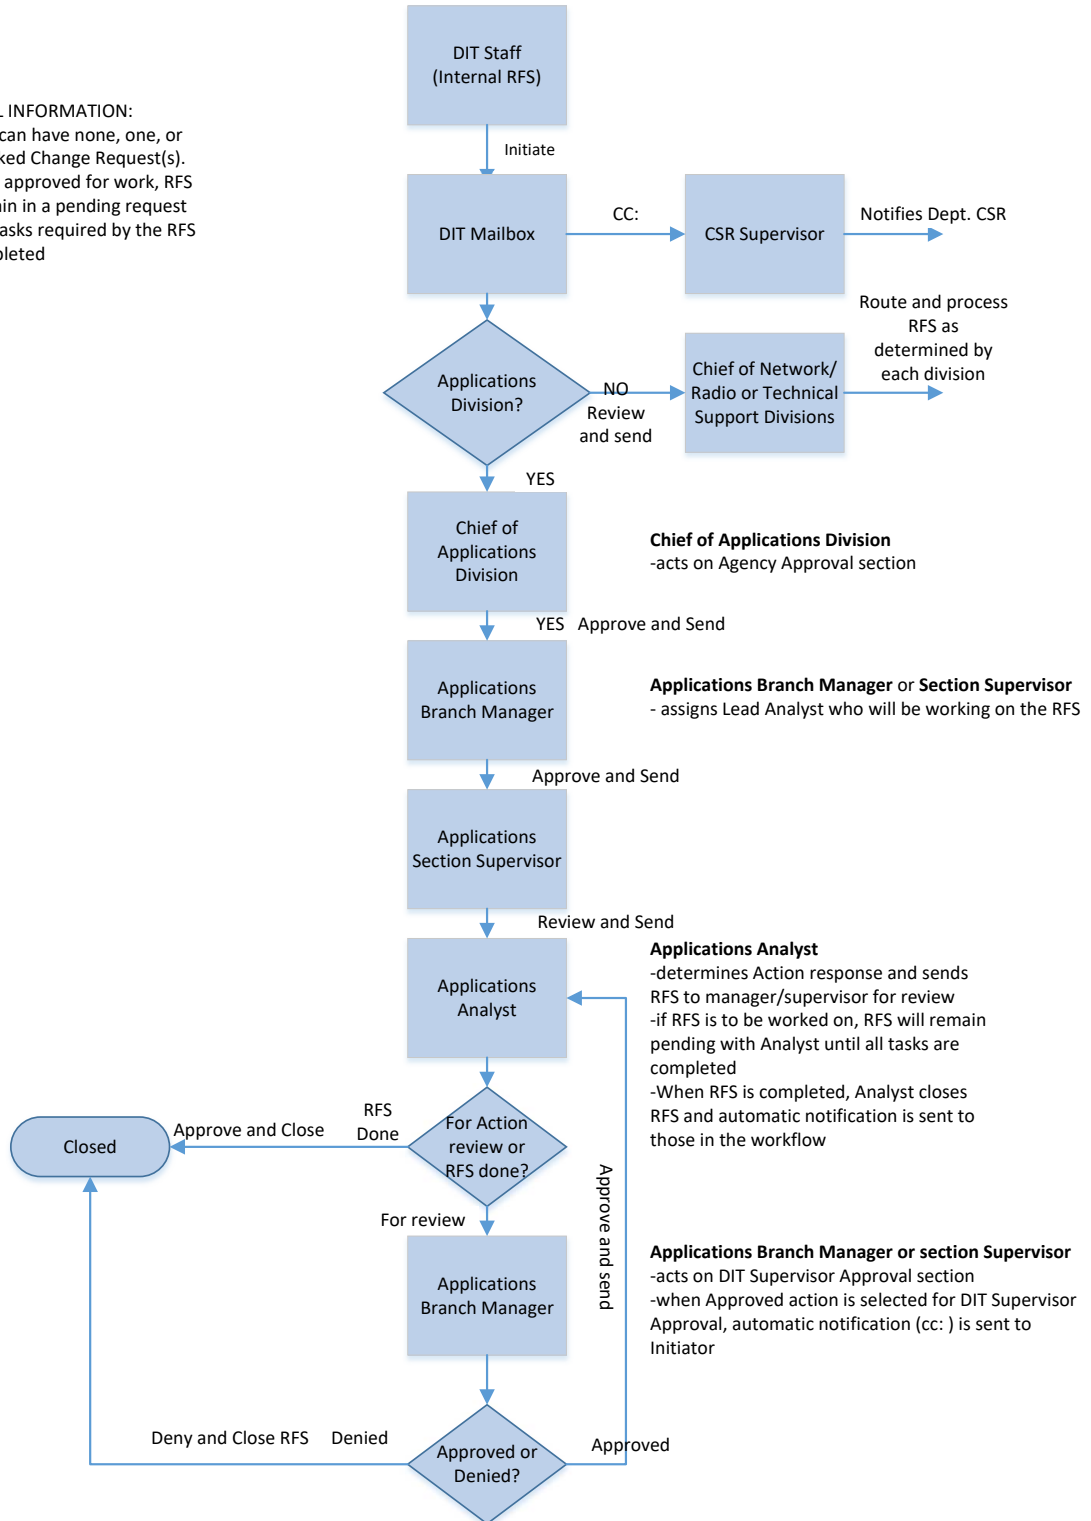 DIT Staff
(Internal RFS)
INFORMATION:
can have none, one, or
Change Request(s).
approved for work, RFS
in a pending request
required by the RFS
Initiate
DIT Mailbox
CC:
CSR Supervisor
Notifies Dept. CSR
Route and process
RFS as
determined by
each division
Applications
Division?
NO
Review
and send
Chief of Network/
Radio or Technical
Support Divisions
YES
Chief of
Applications
Division
Chief of Applications Division
-acts on Agency Approval section
YES Approve and Send
Applications
Branch Manager
Applications Branch Manager or Section Supervisor
- assigns Lead Analyst who will be working on the RFS
Approve and Send
Applications
Section Supervisor
Review and Send
Applications
Analyst
Applications Analyst
-determines Action response and sends
RFS to manager/supervisor for review
-if RFS is to be worked on, RFS will remain
pending with Analyst until all tasks are
completed
-When RFS is completed, Analyst closes
RFS and automatic notification is sent to
those in the workflow
For Action
review or
RFS done?
RFS
Done
Approve and Close
Closed
For review
Approve and send
Applications
Branch Manager
Applications Branch Manager or section Supervisor
-acts on DIT Supervisor Approval section
-when Approved action is selected for DIT Supervisor
Approval, automatic notification (cc: ) is sent to
Initiator
Deny and Close RFS Denied
Approved or
Denied?
Approved